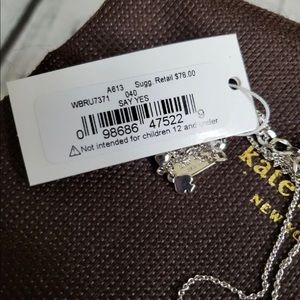 A613 Sugg. Retail $78.00
WBRU7371 040
SAY YES
0 98686 47522 9
⚠Not intended for children 12 and under
kate
NEW YO